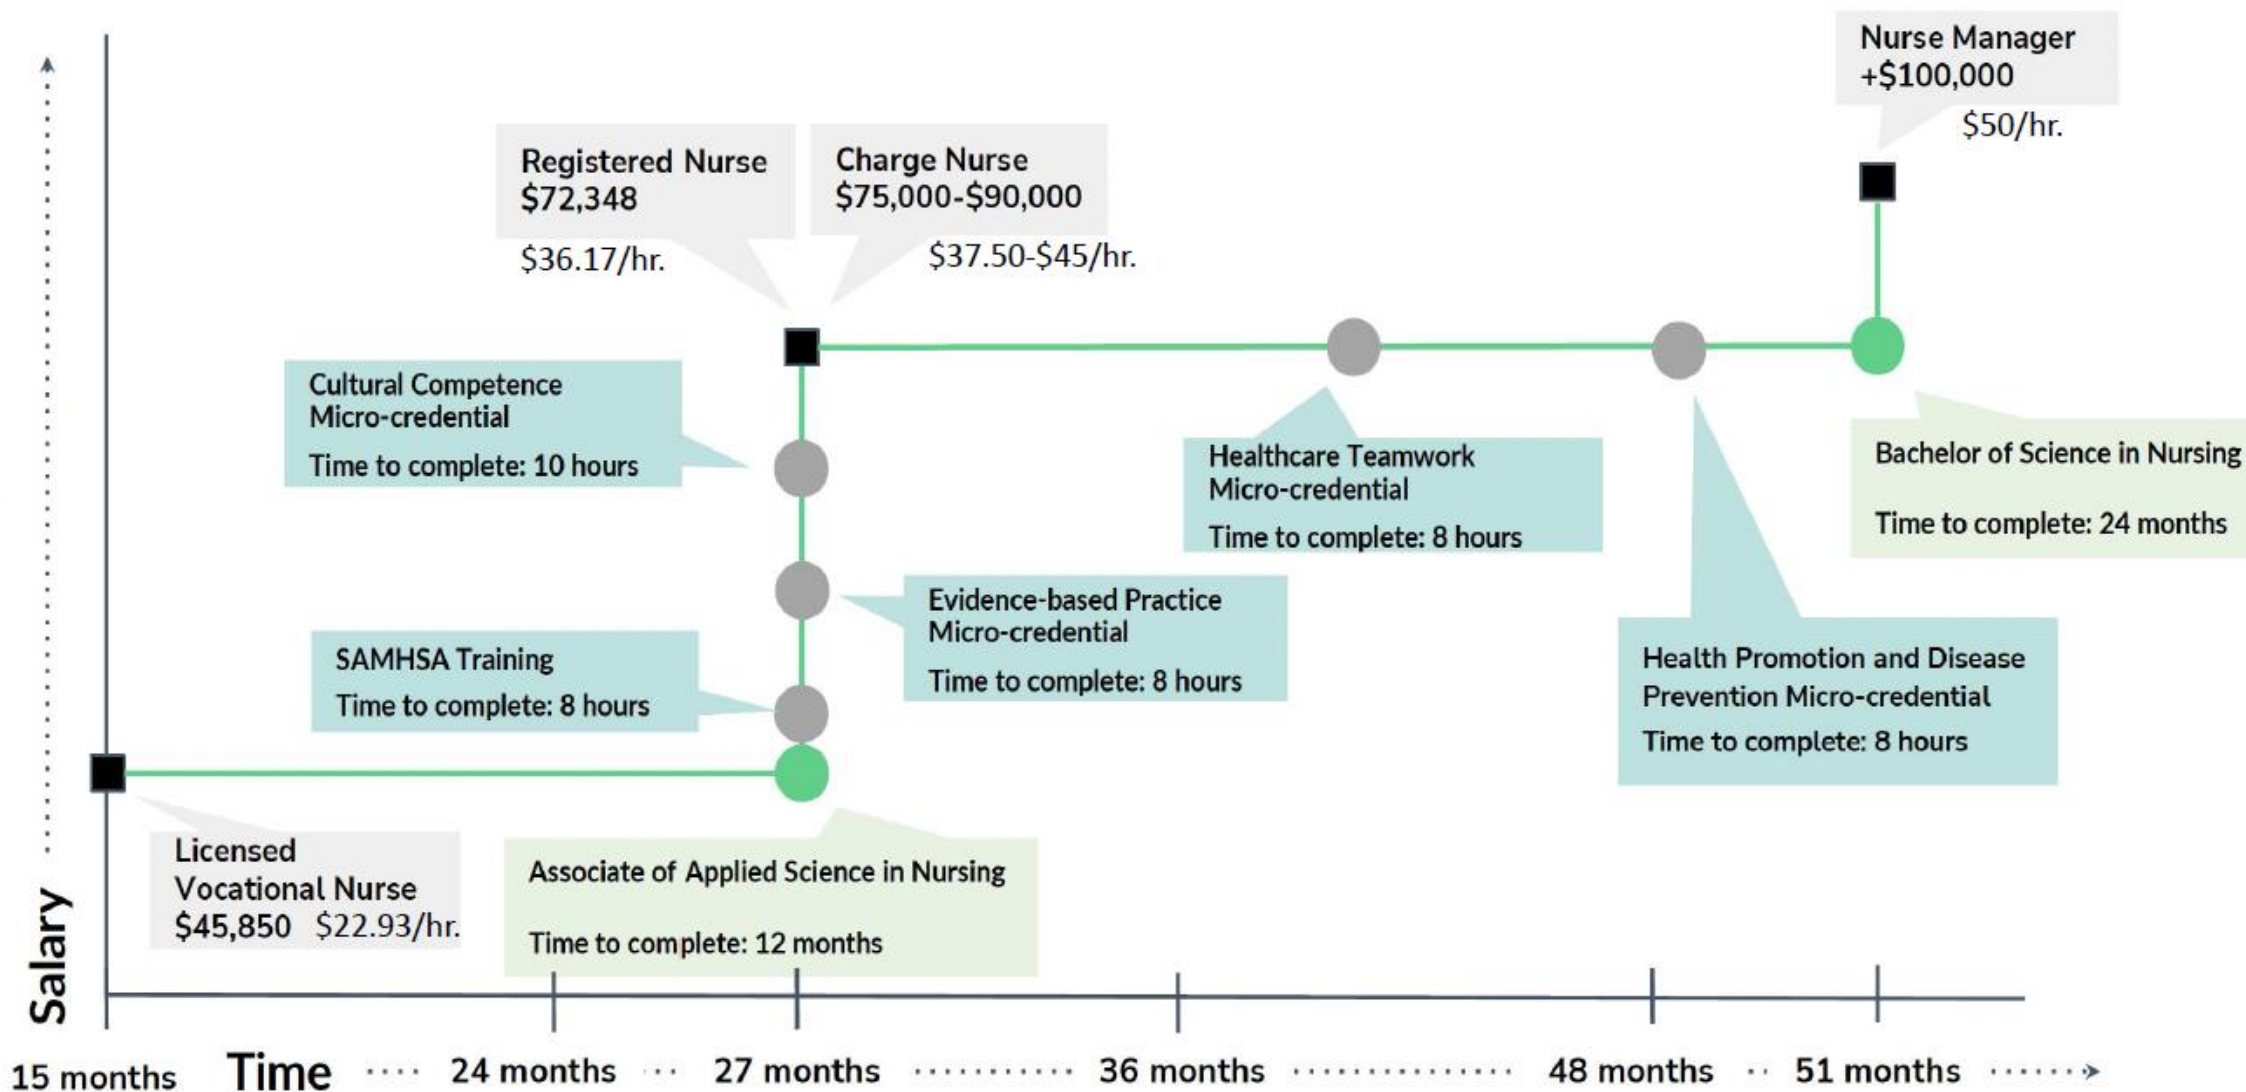 Nurse Manager
+$100,000
$50/hr.
Registered Nurse
$72,348
$36.17/hr.
Charge Nurse
$75,000-$90,000
$37.50-$45/hr.
Cultural Competence
Micro-credential
Time to complete: 10 hours
Healthcare Teamwork
Micro-credential
Time to complete: 8 hours
Bachelor of Science in Nursing
Time to complete: 24 months
Evidence-based Practice
Micro-credential
Time to complete: 8 hours
SAMHSA Training
Time to complete: 8 hours
Health Promotion and Disease
Prevention Micro-credential
Time to complete: 8 hours
Licensed
Vocational Nurse
$45,850 $22.93/hr.
Associate of Applied Science in Nursing
Time to complete: 12 months
Salary
15 months Time 24 months 27 months 36 months 48 months 51 months